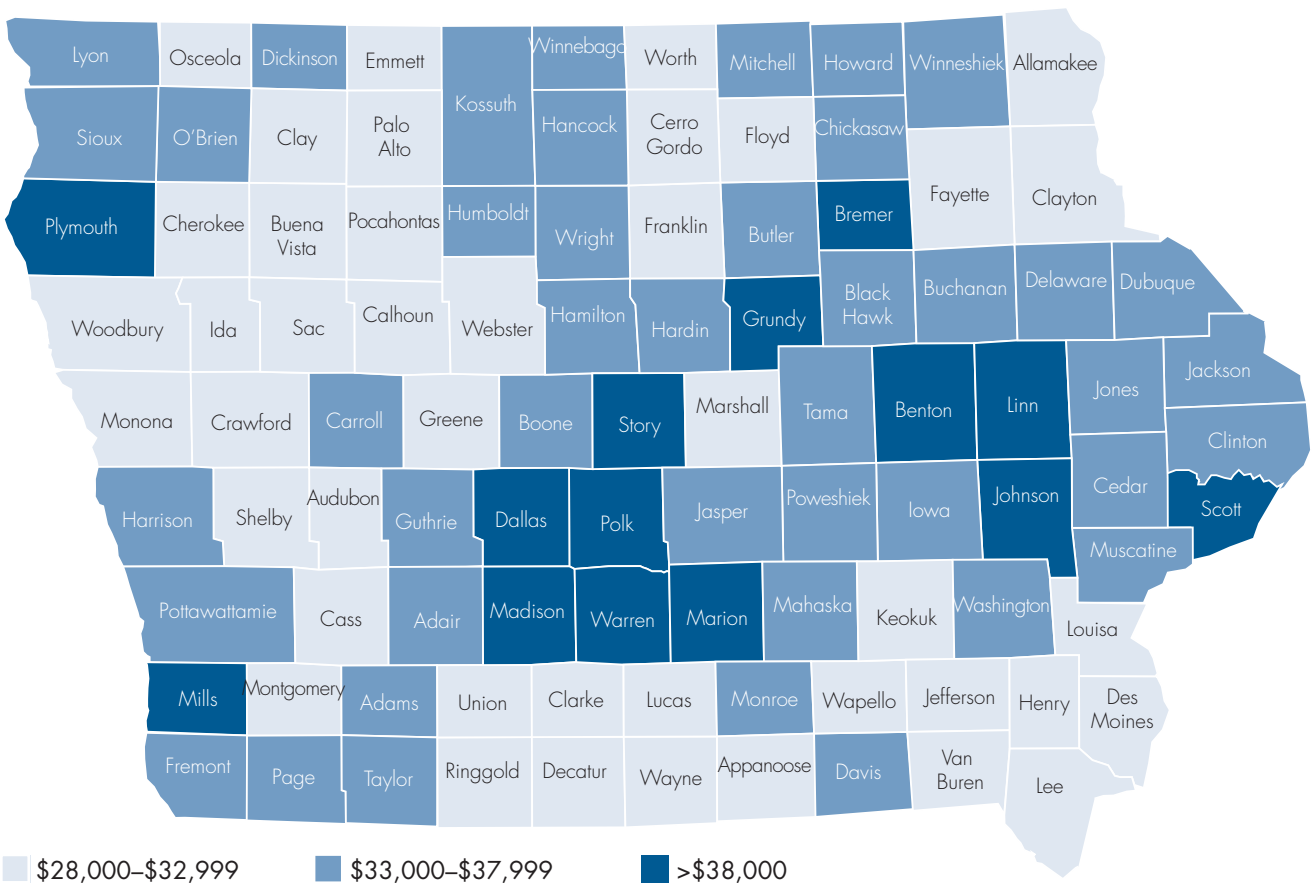 Lyon
Osceola
Dickinson
Emmett
Kossuth
Winnebago
Worth
Mitchell
Howard
Winneshiek
Allamakee
Sioux
O'Brien
Clay
Palo
Alto
Hancock
Cerro
Gordo
Floyd
Chickasaw
Plymouth
Cherokee
Buena
Vista
Pocahontas
Humboldt
Wright
Franklin
Butler
Bremer
Fayette
Clayton
Woodbury
Ida
Sac
Calhoun
Webster
Hamilton
Hardin
Grundy
Black
Hawk
Buchanan
Delaware
Dubuque
Monona
Crawford
Carroll
Greene
Boone
Story
Marshall
Tama
Benton
Linn
Jones
Jackson
Clinton
Harrison
Shelby
Audubon
Guthrie
Dallas
Polk
Jasper
Poweshiek
Iowa
Johnson
Cedar
Scott
Muscatine
Pottawattamie
Cass
Adair
Madison
Warren
Marion
Mahaska
Keokuk
Washington
Louisa
Mills
Montgomery
Adams
Union
Clarke
Lucas
Monroe
Wapello
Jefferson
Henry
Des
Moines
Fremont
Page
Taylor
Ringgold
Decatur
Wayne
Appanoose
Davis
Van
Buren
Lee
$28,000–$32,999
$33,000–$37,999
>$38,000